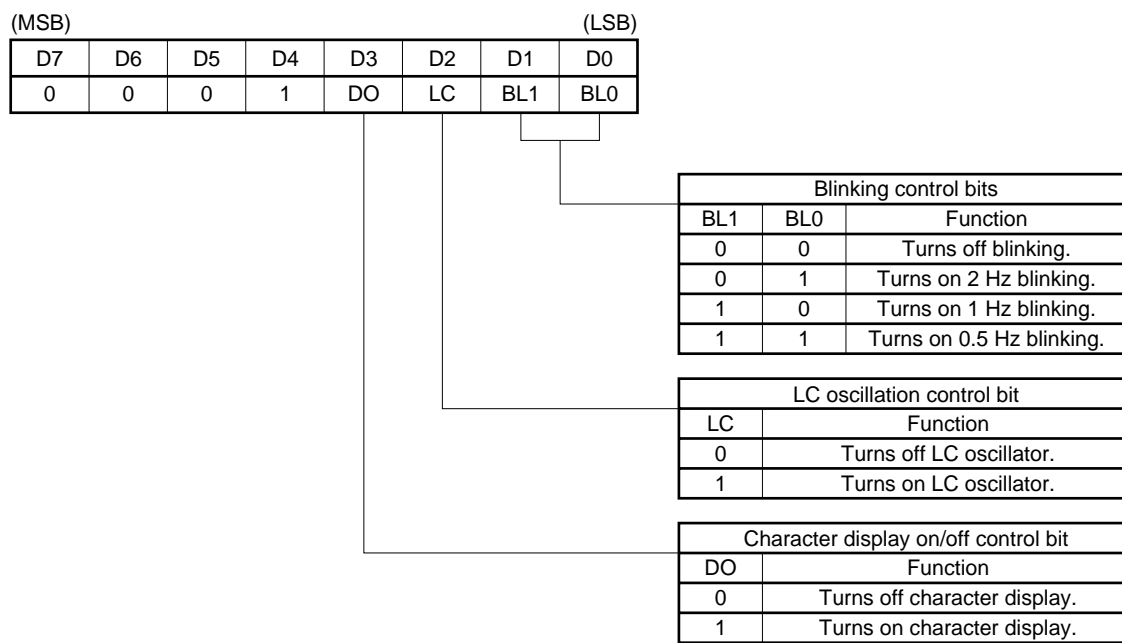 (MSB) (LSB)
D7 D6 D5 D4 D3 D2 D1 D0
0 0 0 1 DO LC BL1 BL0
Blinking control bits
BL1 BL0 Function
0 0 Turns off blinking.
0 1 Turns on 2 Hz blinking.
1 0 Turns on 1 Hz blinking.
1 1 Turns on 0.5 Hz blinking.
LC oscillation control bit
LC Function
0 Turns off LC oscillator.
1 Turns on LC oscillator.
Character display on/off control bit
DO Function
0 Turns off character display.
1 Turns on character display.